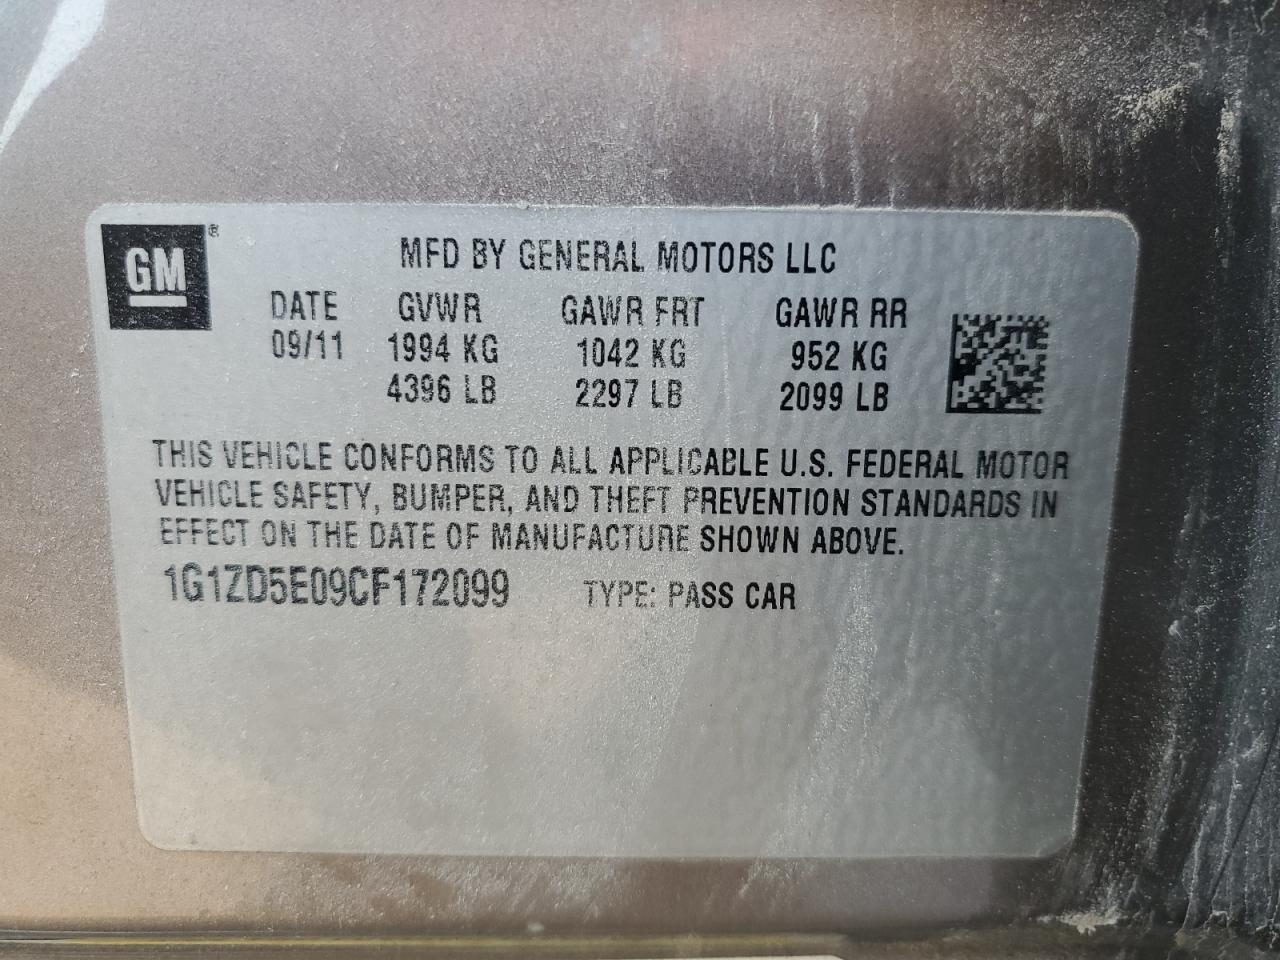 GM®
MFD BY GENERAL MOTORS LLC
DATE GVWR GAWR FRT GAWR RR
09/11 1994 KG 1042 KG 952 KG
4396 LB 2297 LB 2099 LB
THIS VEHICLE CONFORMS TO ALL APPLICABLE U.S. FEDERAL MOTOR
VEHICLE SAFETY, BUMPER, AND THEFT PREVENTION STANDARDS IN
EFFECT ON THE DATE OF MANUFACTURE SHOWN ABOVE.
1G1ZD5E09CF172099 TYPE: PASS CAR